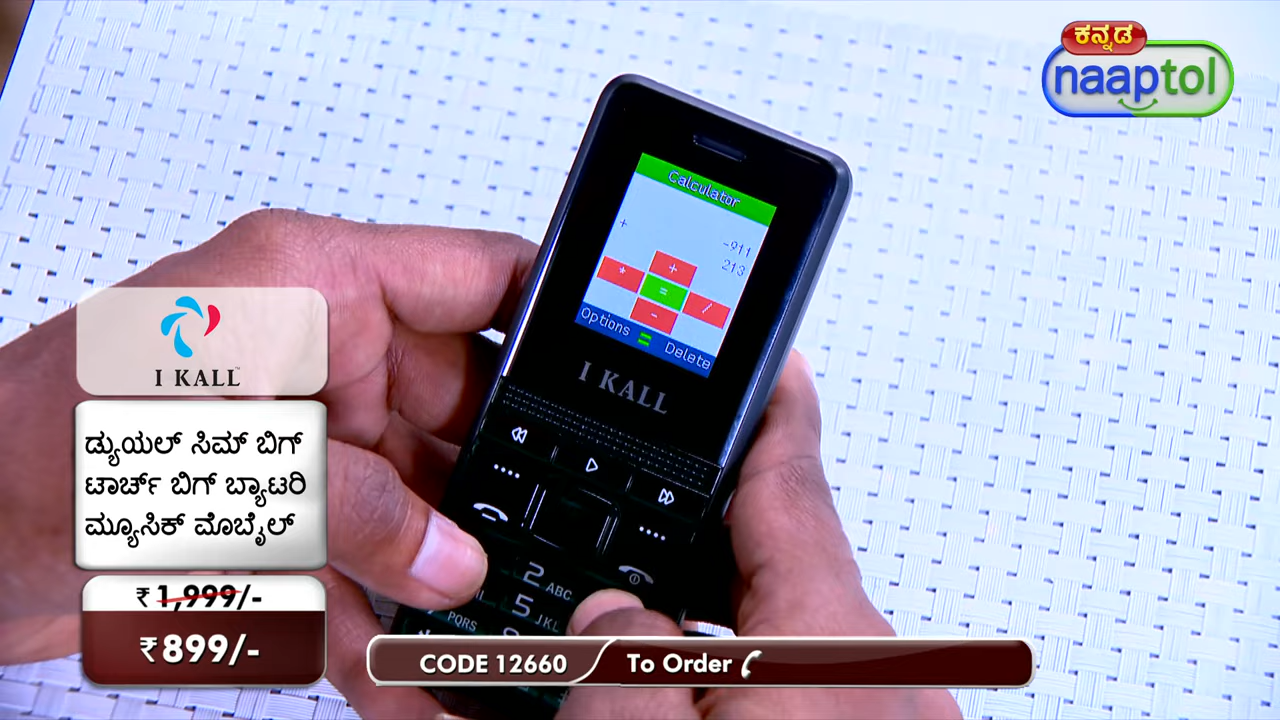 ಕನ್ನಡ
naaptol
Calculator
+
-911
213
* + = / -
Options = Delete
I KALL
I KALL
ಡ್ಯುಯಲ್ ಸಿಮ್ ಬಿಗ್
ಟಾರ್ಚ್ ಬಿಗ್ ಬ್ಯಾಟರಿ
ಮ್ಯೂಸಿಕ್ ಮೊಬೈಲ್
₹ 1,999/-
₹ 899/-
2 ABC
5 JKL
PQRS
CODE 12660 To Order